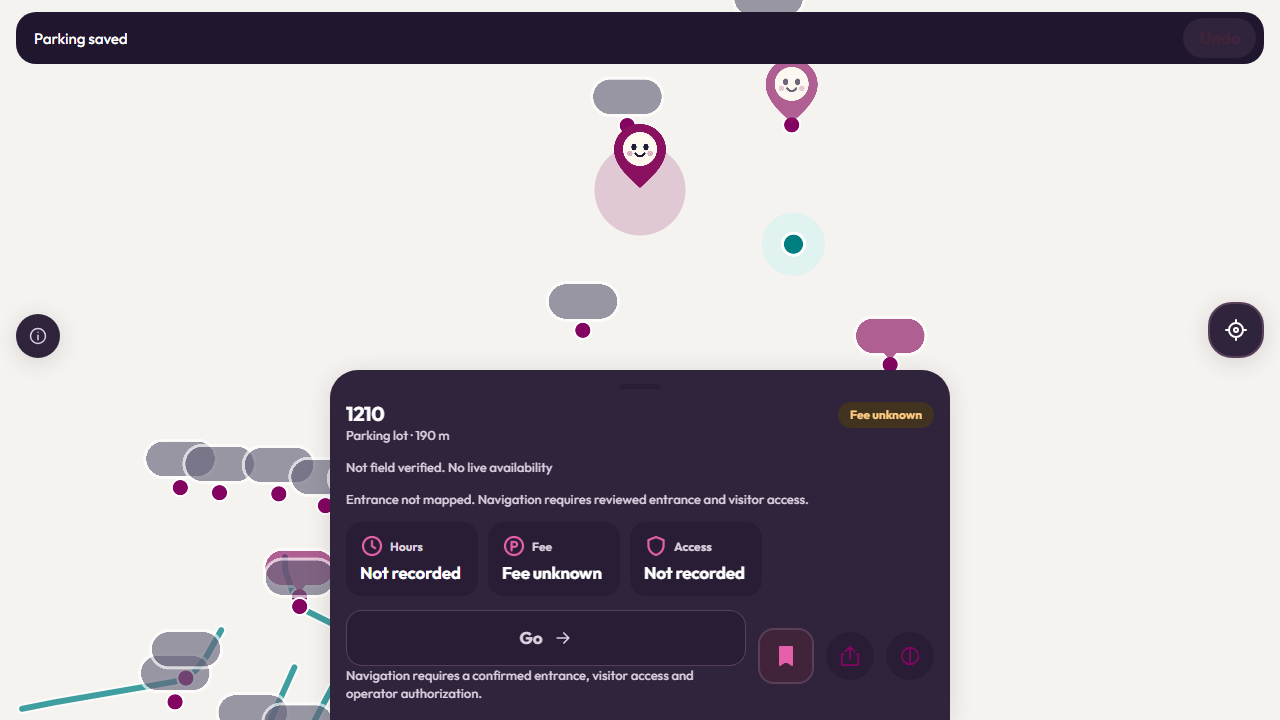 Parking saved
Undo
1210
Fee unknown
Parking lot · 190 m
Not field verified. No live availability
Entrance not mapped. Navigation requires reviewed entrance and visitor access.
Hours
Not recorded
Fee
Fee unknown
Access
Not recorded
Go →
Navigation requires a confirmed entrance, visitor access and
operator authorization.